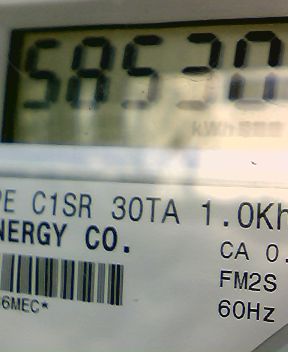 58530
kWh
PE C1SR 30TA 1.0Kh
NERGY CO.
CA 0.
FM2S
6MEC*
60Hz